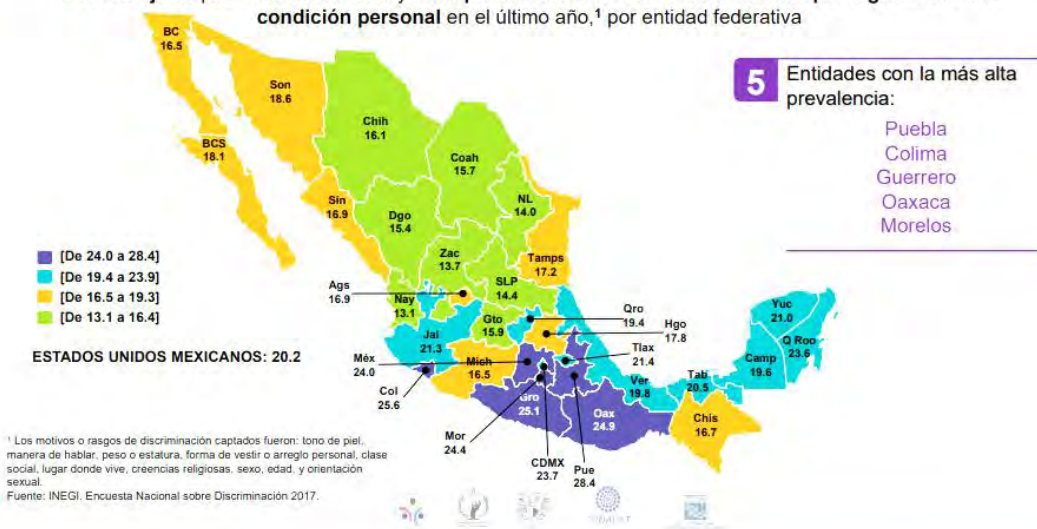 condición personal en el último año,¹ por entidad federativa
BC
16.5
Son
18.6
Chih
16.1
BCS
18.1
Coah
15.7
Sin
16.9
NL
14.0
Dgo
15.4
Zac
13.7
Tamps
17.2
SLP
14.4
Ags
16.9
Nay
13.1
Gto
15.9
Qro
19.4
Hgo
17.8
Tlax
21.4
Jal
21.3
Méx
24.0
Mich
16.5
Col
25.6
Gro
25.1
Mor
24.4
CDMX
23.7
Pue
28.4
Oax
24.9
Ver
19.8
Tab
20.5
Chis
16.7
Camp
19.6
Yuc
21.0
Q Roo
23.6
5
Entidades con la más alta
prevalencia:
Puebla
Colima
Guerrero
Oaxaca
Morelos
[De 24.0 a 28.4]
[De 19.4 a 23.9]
[De 16.5 a 19.3]
[De 13.1 a 16.4]
ESTADOS UNIDOS MEXICANOS: 20.2
¹ Los motivos o rasgos de discriminación captados fueron: tono de piel,
manera de hablar, peso o estatura, forma de vestir o arreglo personal, clase
social, lugar donde vive, creencias religiosas, sexo, edad, y orientación
sexual.
Fuente: INEGI. Encuesta Nacional sobre Discriminación 2017.